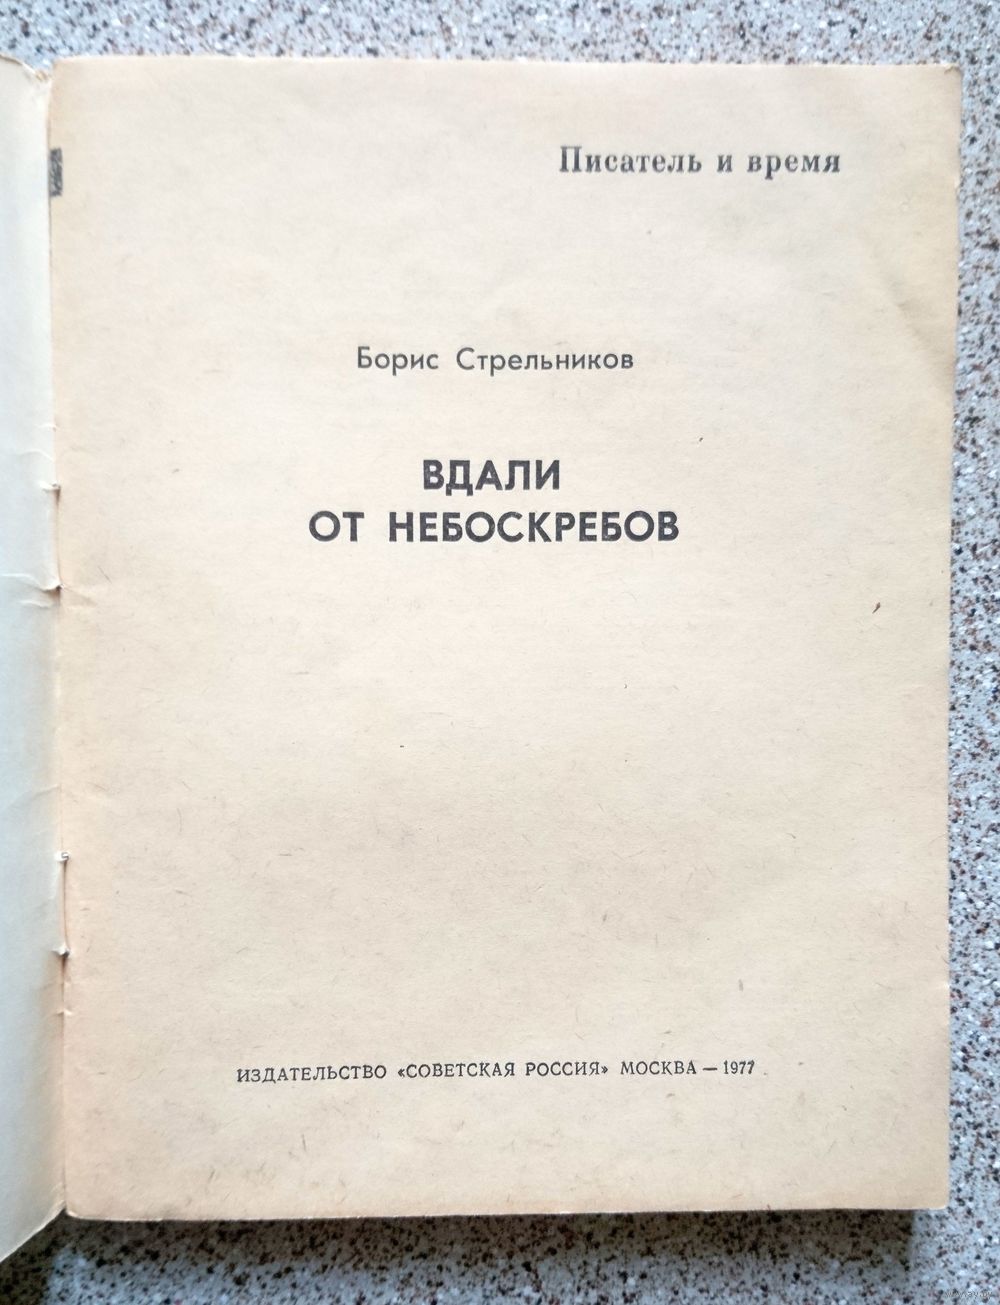 Писатель и время
Борис Стрельников
ВДАЛИ
ОТ НЕБОСКРЕБОВ
ИЗДАТЕЛЬСТВО «СОВЕТСКАЯ РОССИЯ» МОСКВА — 1977